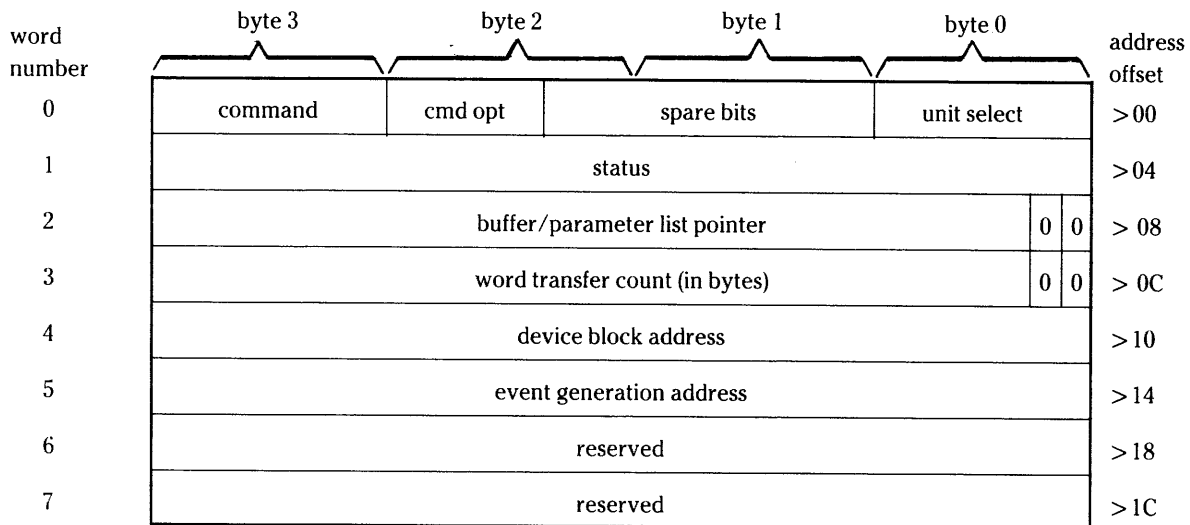 word number byte 3 byte 2 byte 1 byte 0 address offset
0 command cmd opt spare bits unit select >00
1 status >04
2 buffer/parameter list pointer 0 0 > 08
3 word transfer count (in bytes) 0 0 > 0C
4 device block address >10
5 event generation address >14
6 reserved >18
7 reserved >1C